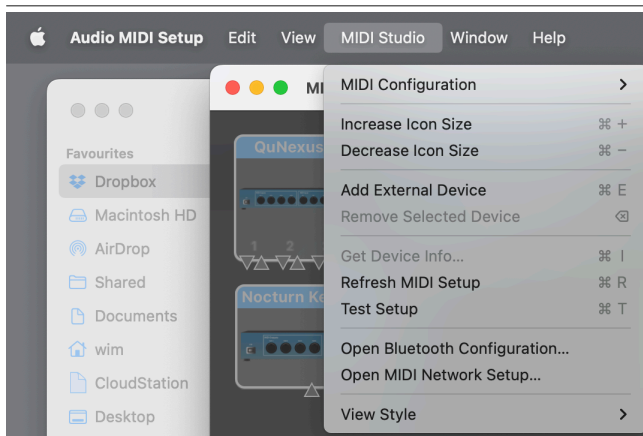 Audio MIDI Setup Edit View MIDI Studio Window Help
MI
MIDI Configuration
Increase Icon Size ⌘ +
Decrease Icon Size ⌘ −
Add External Device ⌘ E
Remove Selected Device ⌫
Get Device Info... ⌘ I
Refresh MIDI Setup ⌘ R
Test Setup ⌘ T
Open Bluetooth Configuration...
Open MIDI Network Setup...
View Style
Favourites
Dropbox
Macintosh HD
AirDrop
Shared
Documents
wim
CloudStation
Desktop
QuNexus
1 2
Nocturn Ke